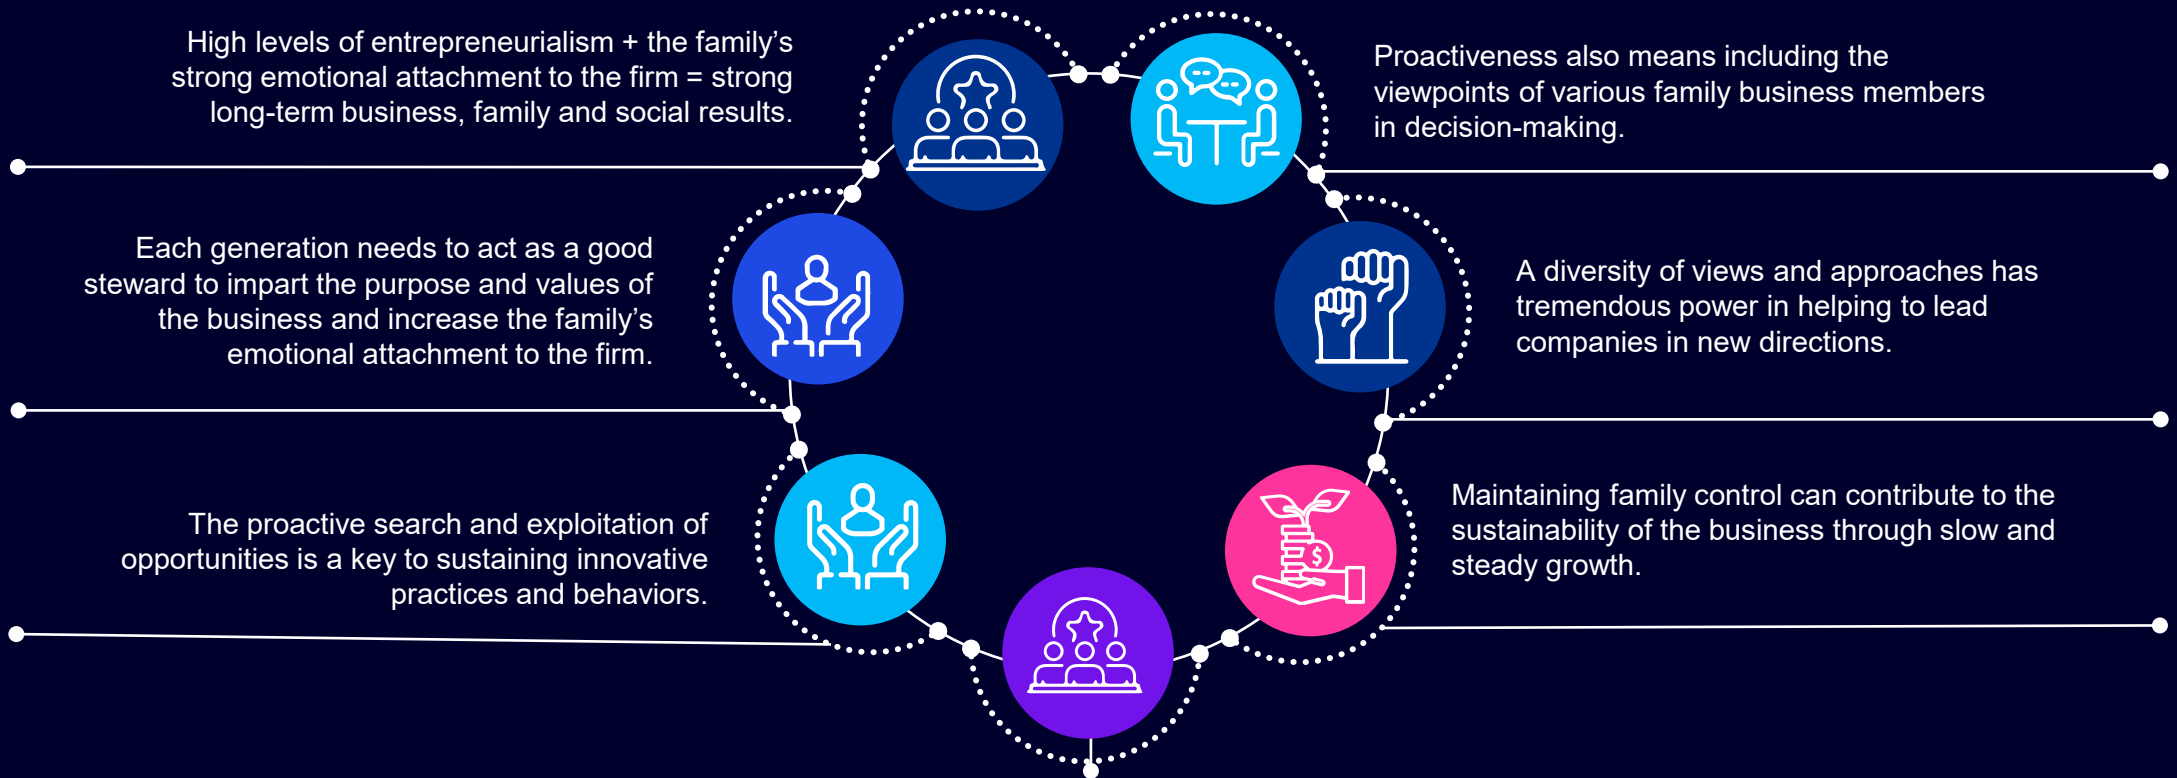 High levels of entrepreneurialism + the family’s
strong emotional attachment to the firm = strong
long-term business, family and social results.
Proactiveness also means including the
viewpoints of various family business members
in decision-making.
Each generation needs to act as a good
steward to impart the purpose and values of
the business and increase the family’s
emotional attachment to the firm.
A diversity of views and approaches has
tremendous power in helping to lead
companies in new directions.
The proactive search and exploitation of
opportunities is a key to sustaining innovative
practices and behaviors.
Maintaining family control can contribute to the
sustainability of the business through slow and
steady growth.
$